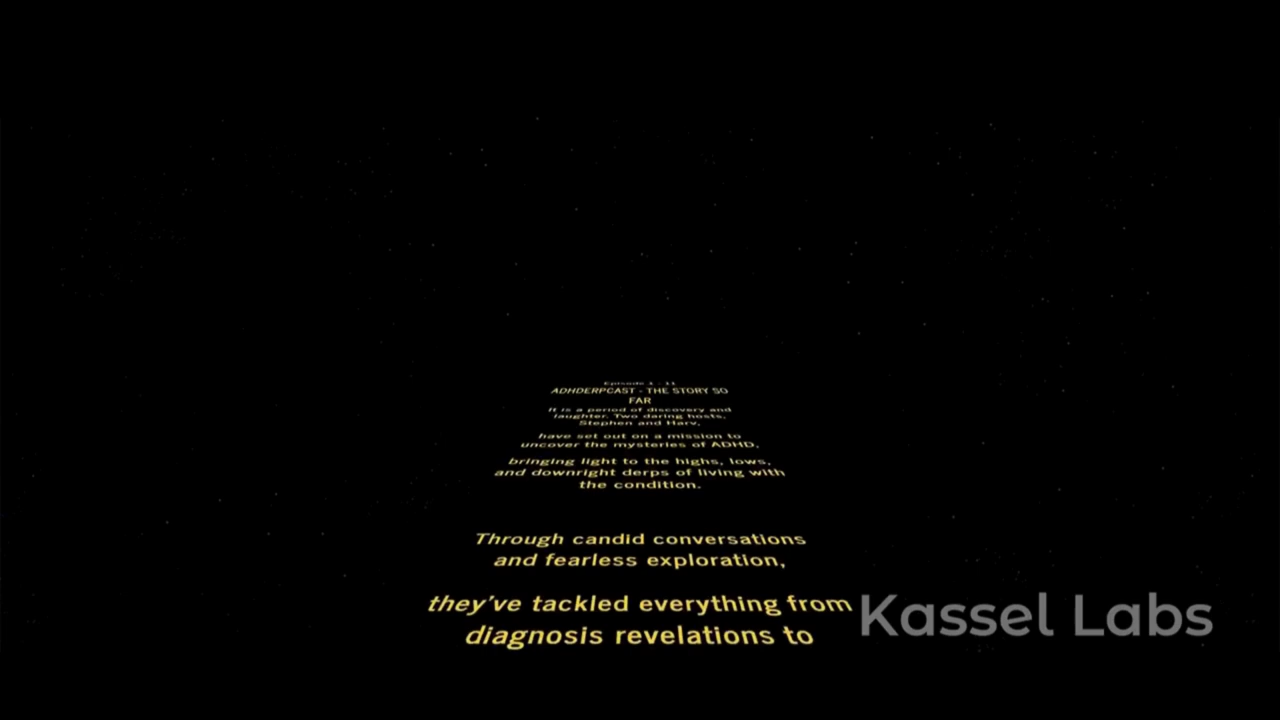 Episode 1 - 11
ADHDERPCAST - THE STORY SO
FAR
It is a period of discovery and
laughter. Two daring hosts,
Stephen and Harv,
have set out on a mission to
uncover the mysteries of ADHD,
bringing light to the highs, lows,
and downright derps of living with
the condition.
Through candid conversations
and fearless exploration,
they've tackled everything from
diagnosis revelations to
Kassel Labs